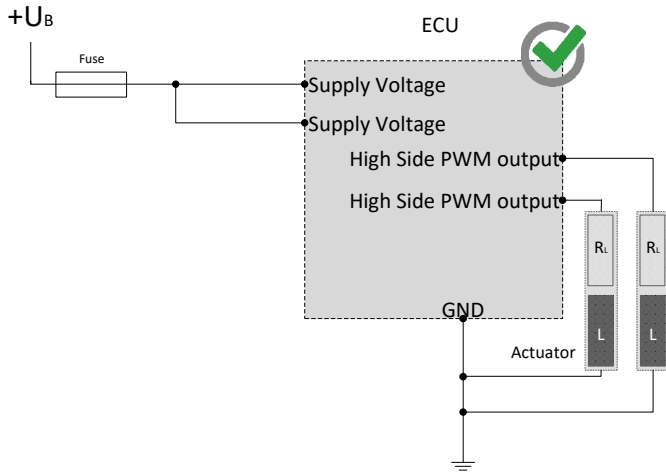 +UB
ECU
Fuse
Supply Voltage
Supply Voltage
High Side PWM output
High Side PWM output
RL
RL
GND
L
L
Actuator